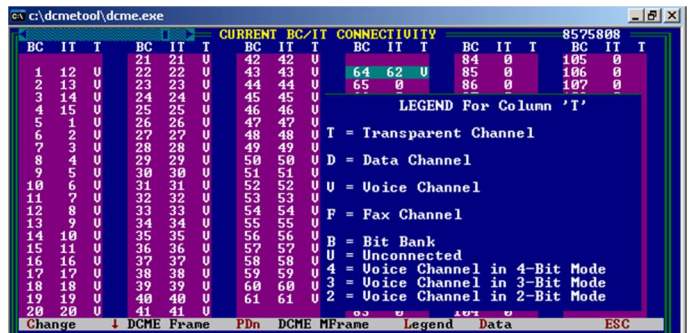 c:\dcmetool\dcme.exe
CURRENT BC/IT CONNECTIVITY 8575808
BC IT T BC IT T BC IT T BC IT T BC IT T BC IT
21 21 V 42 42 V 84 0 105 0
1 12 V 22 22 V 43 43 V 64 62 V 85 0 106 0
2 13 V 23 23 V 44 44 V 65 0 86 0 107 0
3 14 V 24 24 V 45 45 V
4 15 V 25 25 V 46 46 V LEGEND For Column 'T'
5 1 V 26 26 V 47 47 V
6 2 V 27 27 V 48 48 V T = Transparent Channel
7 3 V 28 28 V 49 49 V
8 4 V 29 29 V 50 50 V D = Data Channel
9 5 V 30 30 V 51 51 V
10 6 V 31 31 V 52 52 V V = Voice Channel
11 7 V 32 32 V 53 53 V
12 8 V 33 33 V 54 54 V F = Fax Channel
13 9 V 34 34 V 55 55 V
14 10 V 35 35 V 56 56 V B = Bit Bank
15 11 V 36 36 V 57 57 V U = Unconnected
16 16 V 37 37 V 58 58 V 4 = Voice Channel in 4-Bit Mode
17 17 V 38 38 V 59 59 V 3 = Voice Channel in 3-Bit Mode
18 18 V 39 39 V 60 60 V 2 = Voice Channel in 2-Bit Mode
19 19 V 40 40 V 61 61 V
20 20 V 41 41 V
Change ↓ DCME Frame PDn DCME MFrame Legend Data ESC